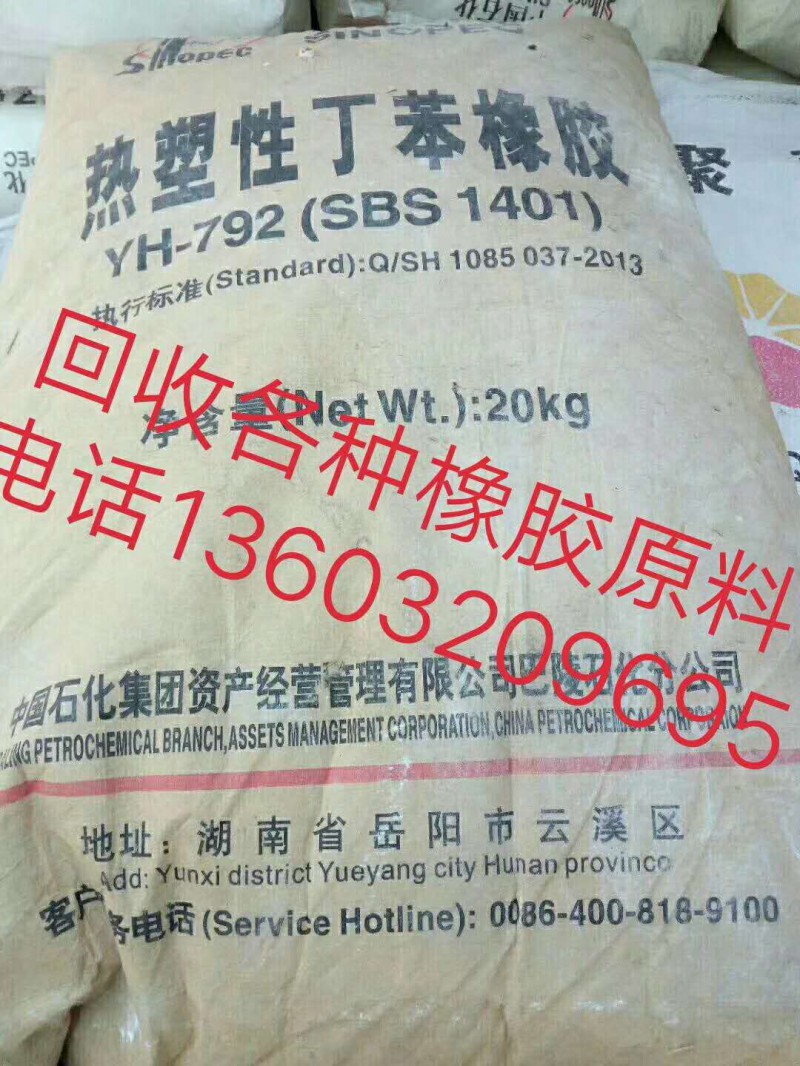 Sinopec SINOPEC
热塑性丁苯橡胶
YH-792 (SBS 1401)
执行标准(Standard):Q/SH 1085 037-2013
净含量(Net Wt.):20kg
回收各种橡胶原料
电话13603209695
中国石化集团资产经营管理有限公司巴陵石化分公司
PETROCHEMICAL BRANCH,ASSETS MANAGEMENT CORPORATION,CHINA PETROCHEMICAL CORPORATION
地址：湖南省岳阳市云溪区
Add: Yunxi district Yueyang city Hunan province
客户 务电话(Service Hotline): 0086-400-818-9100
聚